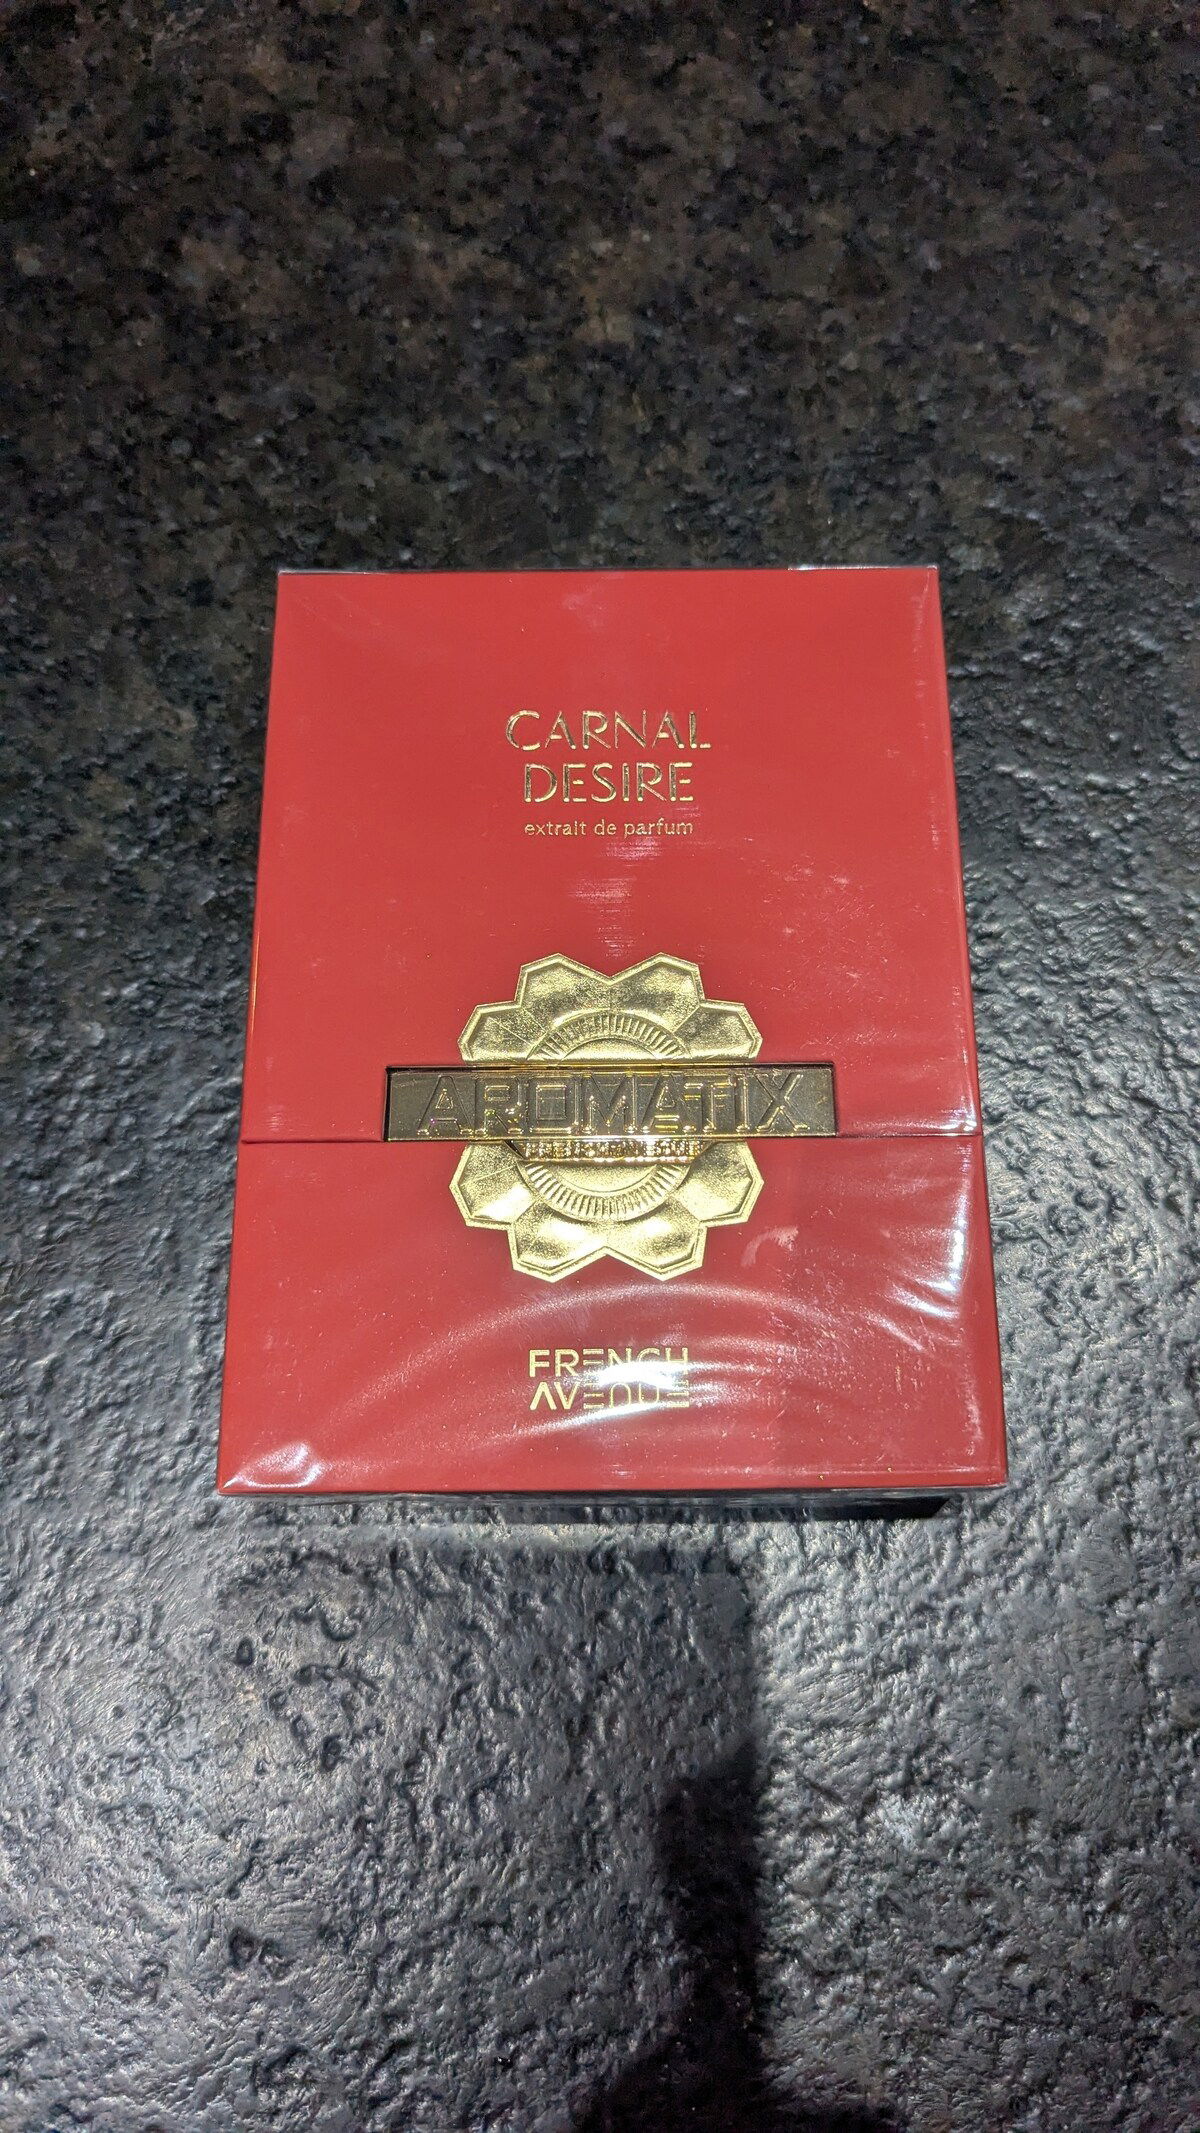 CARNAL
DESIRE
extrait de parfum
AROMATIX
FRENCH
AVENUE